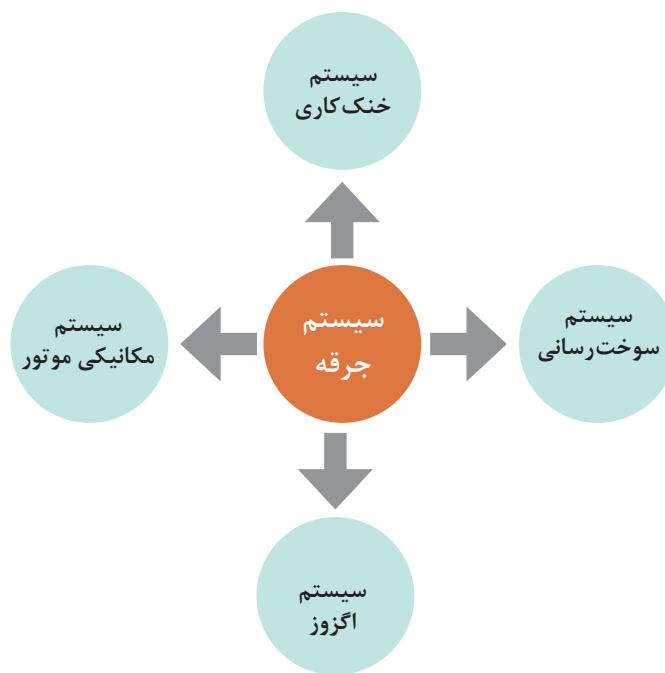 سیستم
خنک‌کاری
سیستم
سوخت‌رسانی
سیستم
جرقه
سیستم
مکانیکی موتور
سیستم
اگزوز